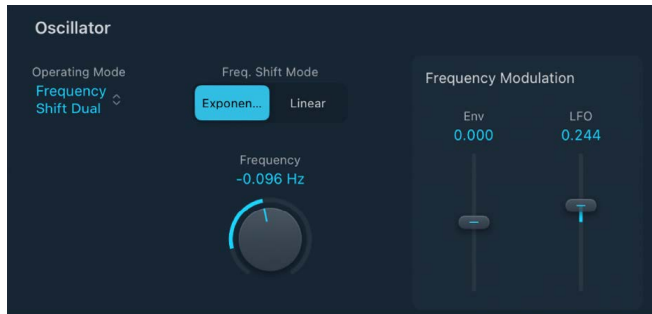 Oscillator
Operating Mode
Frequency
Shift Dual
Freq. Shift Mode
Exponen...
Linear
Frequency
-0.096 Hz
Frequency Modulation
Env
0.000
LFO
0.244